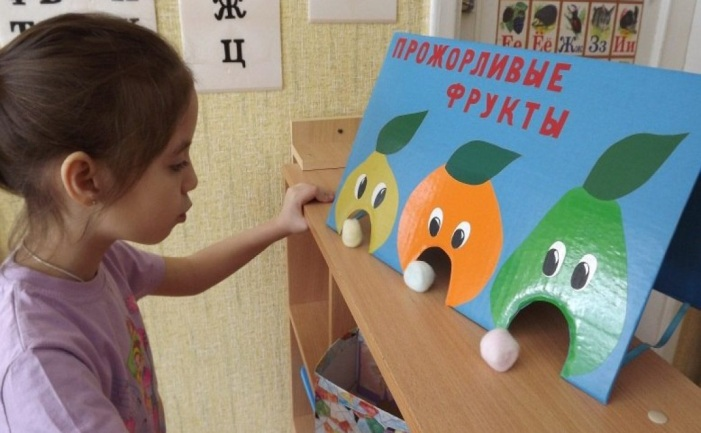 Ж
Ц
Ее Ёё Жж Зз Ии
ПРОЖОРЛИВЫЕ
ФРУКТЫ